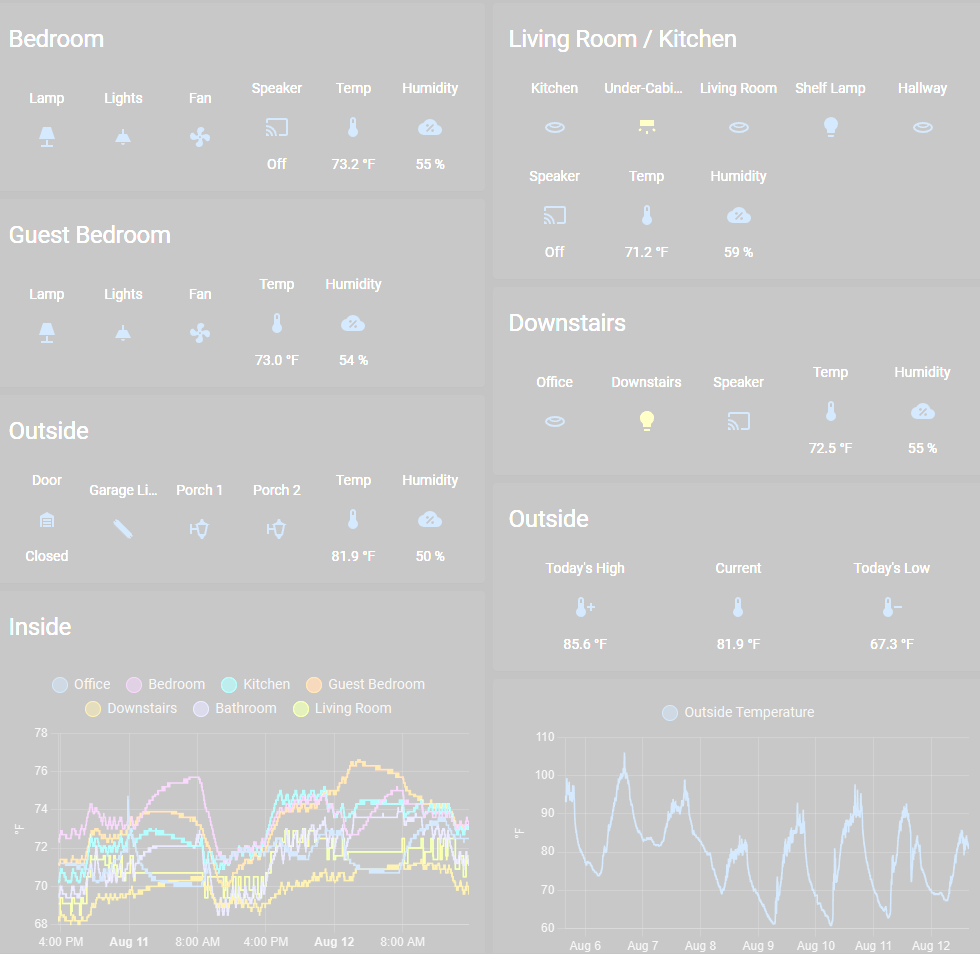 Bedroom
Lamp Lights Fan Speaker Temp Humidity
Off 73.2 °F 55 %
Guest Bedroom
Lamp Lights Fan Temp Humidity
73.0 °F 54 %
Outside
Door Garage Li... Porch 1 Porch 2 Temp Humidity
Closed 81.9 °F 50 %
Inside
Office Bedroom Kitchen Guest Bedroom
Downstairs Bathroom Living Room
°F
78
76
74
72
70
68
4:00 PM Aug 11 8:00 AM 4:00 PM Aug 12 8:00 AM
Living Room / Kitchen
Kitchen Under-Cabi... Living Room Shelf Lamp Hallway
Speaker Temp Humidity
Off 71.2 °F 59 %
Downstairs
Office Downstairs Speaker Temp Humidity
72.5 °F 55 %
Outside
Today's High Current Today's Low
85.6 °F 81.9 °F 67.3 °F
Outside Temperature
°F
110
100
90
80
70
60
Aug 6 Aug 7 Aug 8 Aug 9 Aug 10 Aug 11 Aug 12